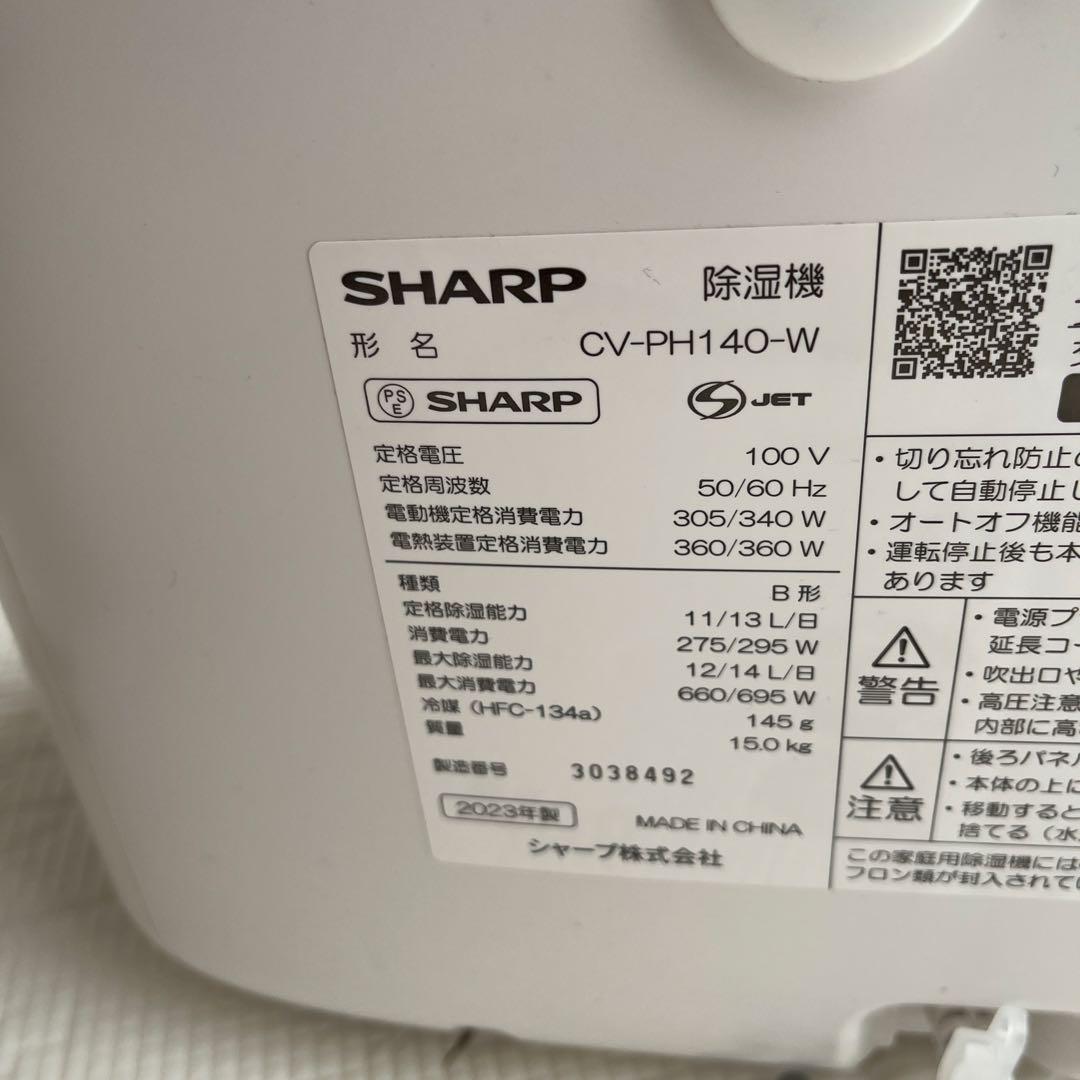 SHARP 除湿機
形名 CV-PH140-W
PSE SHARP S JET
定格電圧 100 V
定格周波数 50/60 Hz
電動機定格消費電力 305/340 W
電熱装置定格消費電力 360/360 W
種類 B 形
定格除湿能力 11/13 L/日
消費電力 275/295 W
最大除湿能力 12/14 L/日
最大消費電力 660/695 W
冷媒（HFC-134a） 145 g
質量 15.0 kg
製造番号 3038492
2023年製 MADE IN CHINA
シャープ株式会社
・切り忘れ防止の
して自動停止し
・オートオフ機能
・運転停止後も本
あります
警告
・電源プ
延長コー
・吹出口や
・高圧注意
内部に高
注意
・後ろパネル
・本体の上に
・移動すると
捨てる（水
この家庭用除湿機には
フロン類が封入されて